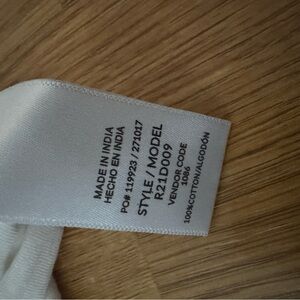 MADE IN INDIA
HECHO EN INDIA
PO# 119923 / 271017
STYLE / MODEL
R21D009
VENDOR CODE
1086
100%COTTON/ALGODÓN